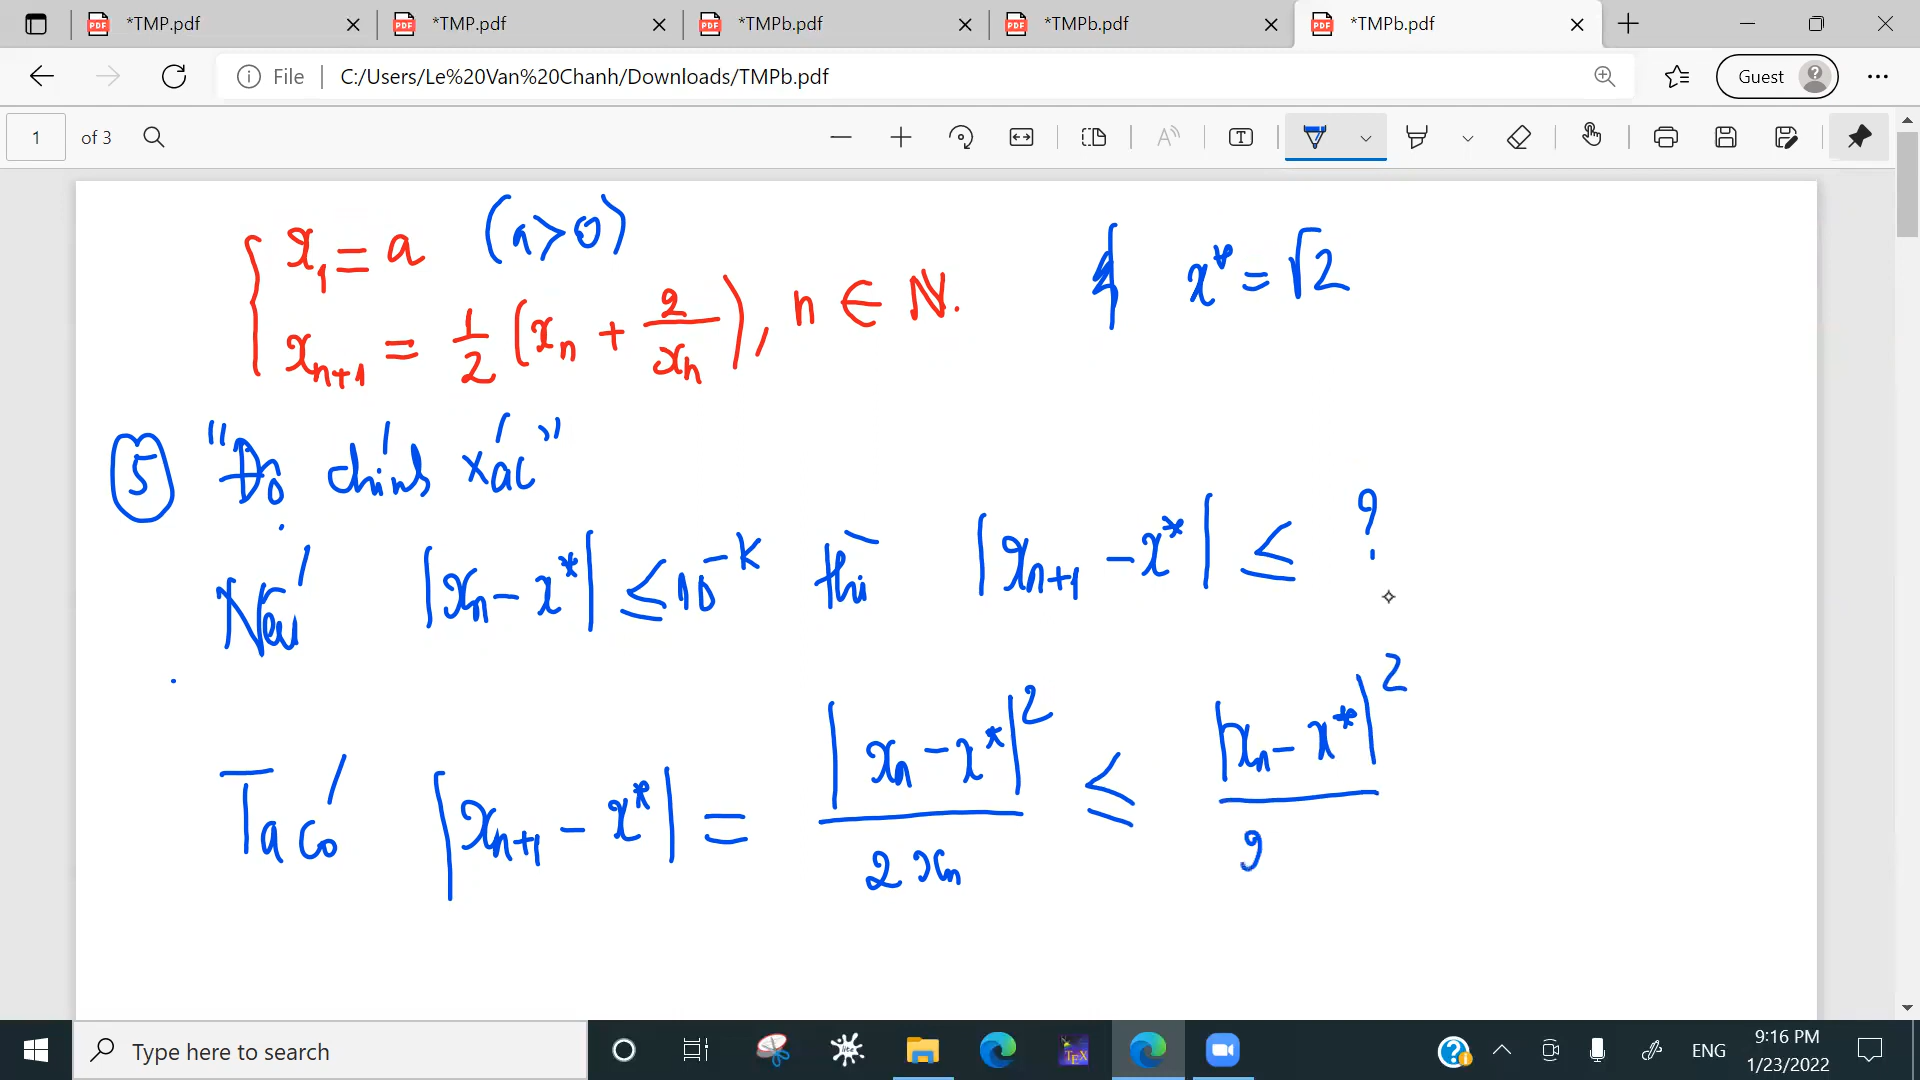 *TMP.pdf
*TMP.pdf
*TMPb.pdf
*TMPb.pdf
*TMPb.pdf
File
C:/Users/Le%20Van%20Chanh/Downloads/TMPb.pdf
Guest
1 of 3
x₁ = a (a>0)
xₙ₊₁ = 1/2 (xₙ + 2/xₙ), n ∈ ℕ.
x* = √2
5 "Độ chính xác"
Nếu |xₙ - x*| ≤ 10^-K thì |xₙ₊₁ - x*| ≤ ?
Ta có |xₙ₊₁ - x*| = |xₙ - x*|² / 2xₙ ≤ |xₙ - x*|² / 2
Type here to search
ENG
9:16 PM
1/23/2022